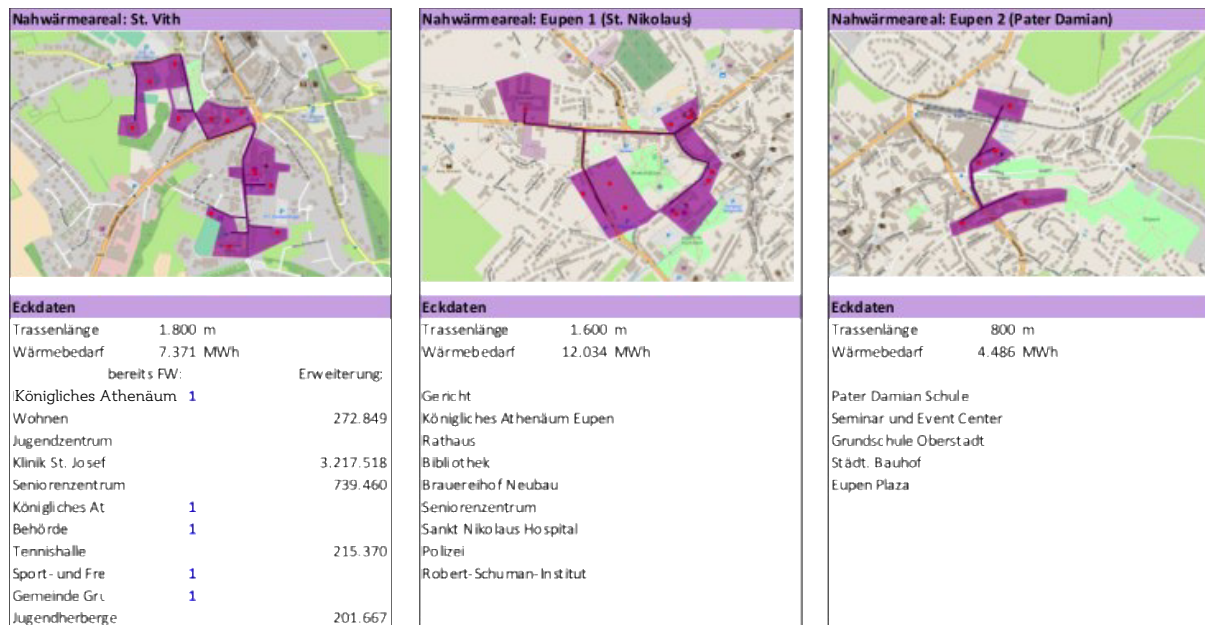 Nahwärmeareal: St. Vith
Eckdaten
Trassenlänge 1.800 m
Wärmebedarf 7.371 MWh
bereits FW: Erweiterung:
Königliches Athenäum 1
Wohnen 272.849
Jugendzentrum
Klinik St. Josef 3.217.518
Seniorenzentrum 739.460
Königliches At 1
Behörde 1
Tennishalle 215.370
Sport- und Fre 1
Gemeinde Gru 1
Jugendherberge 201.667
Nahwärmeareal: Eupen 1 (St. Nikolaus)
Eckdaten
Trassenlänge 1.600 m
Wärmebedarf 12.034 MWh
Gericht
Königliches Athenäum Eupen
Rathaus
Bibliothek
Brauereihof Neubau
Seniorenzentrum
Sankt Nikolaus Hospital
Polizei
Robert-Schuman-Institut
Nahwärmeareal: Eupen 2 (Pater Damian)
Eckdaten
Trassenlänge 800 m
Wärmebedarf 4.486 MWh
Pater Damian Schule
Seminar und Event Center
Grundschule Oberstadt
Städt. Bauhof
Eupen Plaza